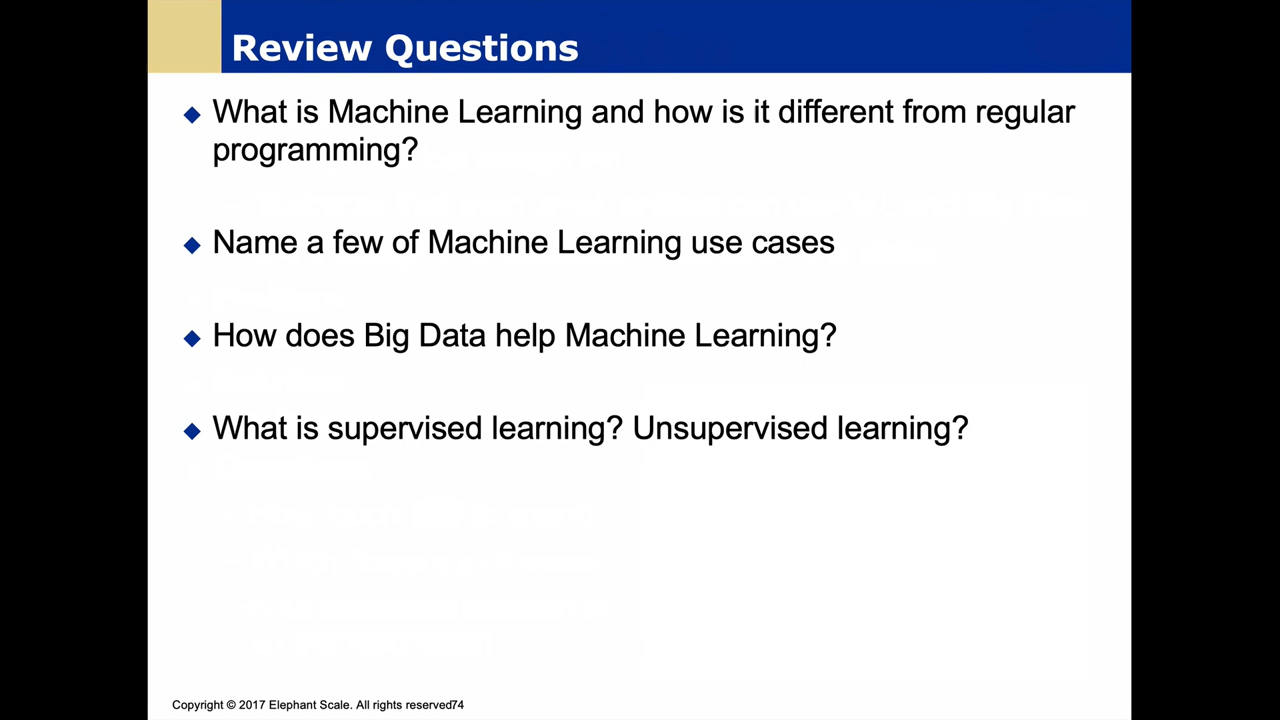 Review Questions
What is Machine Learning and how is it different from regular
programming?
Name a few of Machine Learning use cases
How does Big Data help Machine Learning?
What is supervised learning? Unsupervised learning?
Copyright © 2017 Elephant Scale. All rights reserved74